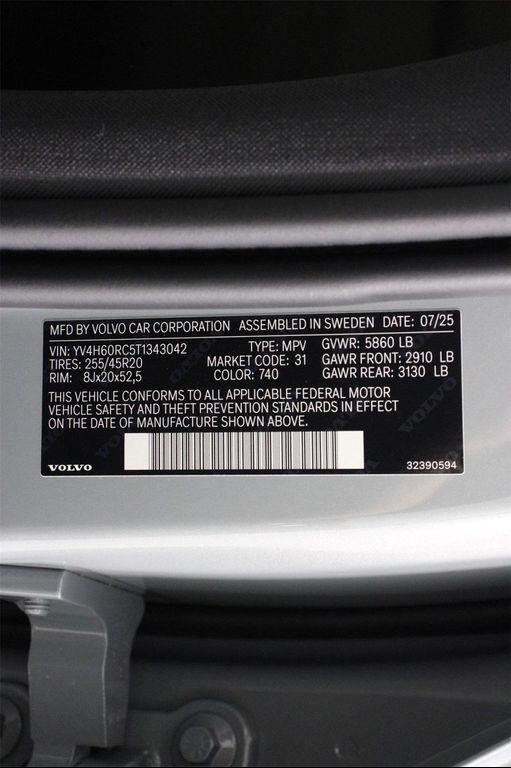 MFD BY VOLVO CAR CORPORATION ASSEMBLED IN SWEDEN DATE: 07/25
VIN: YV4H60RC5T1343042 TYPE: MPV GVWR: 5860 LB
TIRES: 255/45R20 MARKET CODE: 31 GAWR FRONT: 2910 LB
RIM: 8Jx20x52,5 COLOR: 740 GAWR REAR: 3130 LB
THIS VEHICLE CONFORMS TO ALL APPLICABLE FEDERAL MOTOR
VEHICLE SAFETY AND THEFT PREVENTION STANDARDS IN EFFECT
ON THE DATE OF MANUFACTURE SHOWN ABOVE.
VOLVO 32390594